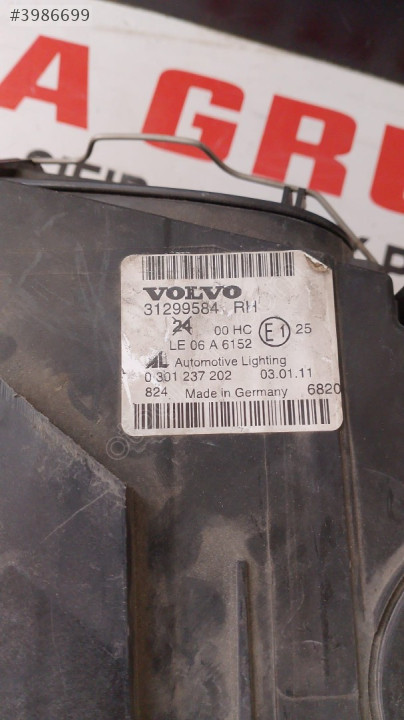 #3986699
A GRU
VOLVO
31299584 RH
24 00 HC E1 25
LE 06 A 6152
AL Automotive Lighting
0 301 237 202 03.01.11
824 Made in Germany 6820